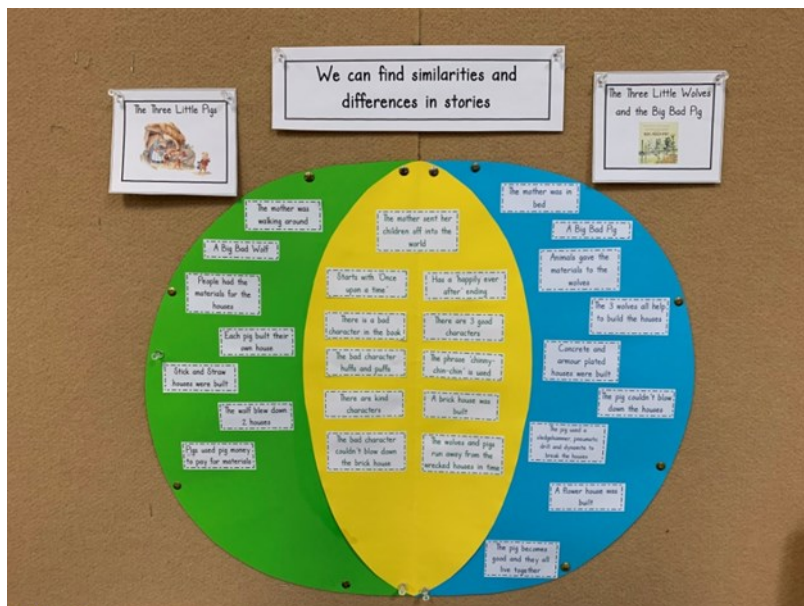 We can find similarities and
differences in stories
The Three Little Pigs
The Three Little Wolves
and the Big Bad Pig
The mother was
walking around
A Big Bad Wolf
People had the
materials for the
houses
Each pig built their
own house
Stick and Straw
houses were built
The wolf blew down
2 houses
Pigs used pig money
to pay for materials
The mother sent her
children off into the
world
Starts with 'Once
upon a time'
Has a 'happily ever
after' ending
There is a bad
character in the book
There are 3 good
characters
The bad character
huffs and puffs
The phrase 'chinny-
chin-chin' is used
There are kind
characters
A brick house was
built
The bad character
couldn't blow down
the brick house
The wolves and pigs
run away from the
wrecked houses in time
The mother was in
bed
A Big Bad Pig
Animals gave the
materials to the
wolves
The 3 wolves all help
to build the houses
Concrete and
armour plated
houses were built
The pig couldn't blow
down the houses
The pig used a
sledgehammer, pneumatic
drill and dynamite to
break the houses
A flower house was
built
The pig becomes
good and they all
live together